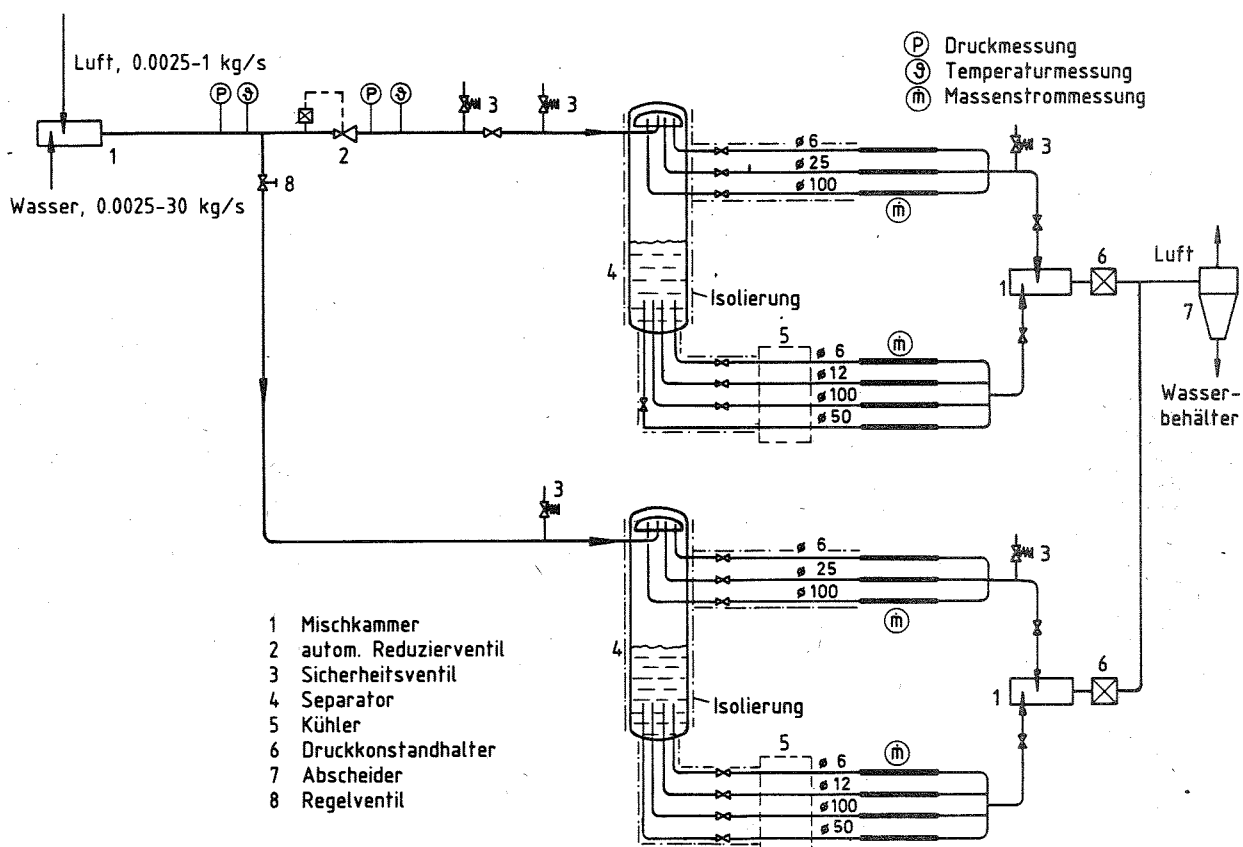 Luft, 0.0025-1 kg/s
P
ϑ
P
ϑ
3
3
P Druckmessung
ϑ Temperaturmessung
ṁ Massenstrommessung
1
2
8
Wasser, 0.0025-30 kg/s
ø 6
ø 25
ø 100
ṁ
3
4
Isolierung
1
6
Luft
7
5
ø 6
ṁ
ø 12
ø 100
ø 50
Wasser-
behälter
3
ø 6
ø 25
ø 100
ṁ
3
4
Isolierung
1
6
5
ø 6
ṁ
ø 12
ø 100
ø 50
1 Mischkammer
2 autom. Reduzierventil
3 Sicherheitsventil
4 Separator
5 Kühler
6 Druckkonstandhalter
7 Abscheider
8 Regelventil